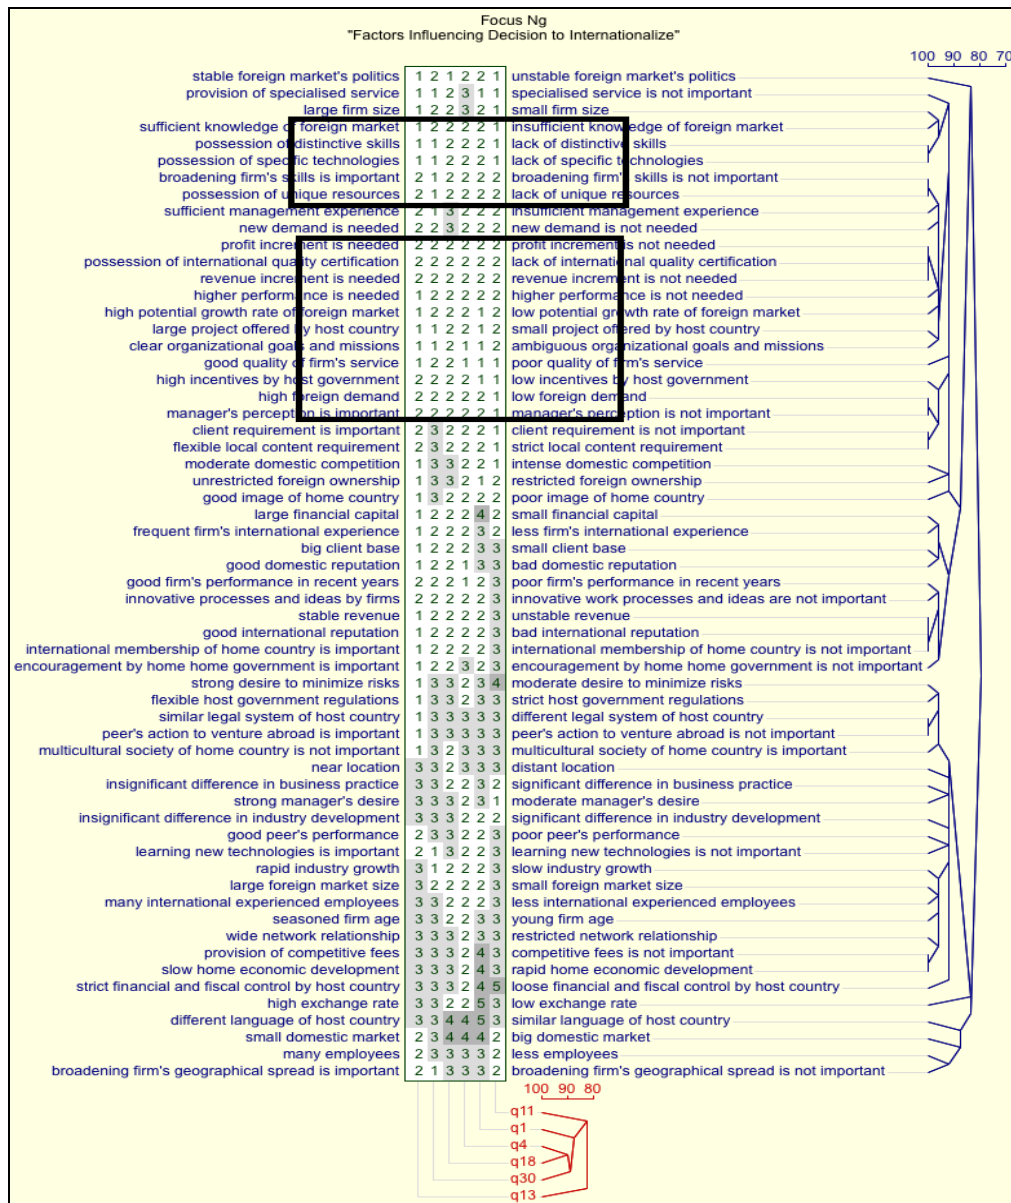 Focus Ng
"Factors Influencing Decision to Internationalize"
100 90 80 70
stable foreign market's politics 1 2 1 2 2 1 unstable foreign market's politics
provision of specialised service 1 1 2 3 1 1 specialised service is not important
large firm size 1 2 2 3 2 1 small firm size
sufficient knowledge of foreign market 1 2 2 2 2 1 insufficient knowledge of foreign market
possession of distinctive skills 1 1 2 2 2 1 lack of distinctive skills
possession of specific technologies 1 1 2 2 2 1 lack of specific technologies
broadening firm's skills is important 2 1 2 2 2 2 broadening firm's skills is not important
possession of unique resources 2 1 2 2 2 2 lack of unique resources
sufficient management experience 2 1 3 2 2 2 insufficient management experience
new demand is needed 2 2 3 2 2 2 new demand is not needed
profit increment is needed 2 2 2 2 2 2 profit increment is not needed
possession of international quality certification 2 2 2 2 2 2 lack of international quality certification
revenue increment is needed 2 2 2 2 2 2 revenue increment is not needed
higher performance is needed 1 2 2 2 2 2 higher performance is not needed
high potential growth rate of foreign market 1 2 2 2 1 2 low potential growth rate of foreign market
large project offered by host country 1 1 2 2 1 2 small project offered by host country
clear organizational goals and missions 1 1 2 1 1 2 ambiguous organizational goals and missions
good quality of firm's service 1 2 2 1 1 1 poor quality of firm's service
high incentives by host government 2 2 2 2 1 1 low incentives by host government
high foreign demand 2 2 2 2 2 1 low foreign demand
manager's perception is important 2 2 2 2 2 1 manager's perception is not important
client requirement is important 2 3 2 2 2 1 client requirement is not important
flexible local content requirement 2 3 2 2 2 1 strict local content requirement
moderate domestic competition 1 3 3 2 2 1 intense domestic competition
unrestricted foreign ownership 1 3 3 2 1 2 restricted foreign ownership
good image of home country 1 3 2 2 2 2 poor image of home country
large financial capital 1 2 2 2 4 2 small financial capital
frequent firm's international experience 1 2 2 2 3 2 less firm's international experience
big client base 1 2 2 2 3 3 small client base
good domestic reputation 1 2 2 1 3 3 bad domestic reputation
good firm's performance in recent years 2 2 2 1 2 3 poor firm's performance in recent years
innovative processes and ideas by firms 2 2 2 2 2 3 innovative work processes and ideas are not important
stable revenue 1 2 2 2 2 3 unstable revenue
good international reputation 1 2 2 2 2 3 bad international reputation
international membership of home country is important 1 2 2 2 2 3 international membership of home country is not important
encouragement by home home government is important 1 2 2 3 2 3 encouragement by home home government is not important
strong desire to minimize risks 1 3 3 2 3 4 moderate desire to minimize risks
flexible host government regulations 1 3 3 2 3 3 strict host government regulations
similar legal system of host country 1 3 3 3 3 3 different legal system of host country
peer's action to venture abroad is important 1 3 3 3 3 3 peer's action to venture abroad is not important
multicultural society of home country is not important 1 3 2 3 3 3 multicultural society of home country is important
near location 3 3 2 3 3 3 distant location
insignificant difference in business practice 3 3 2 2 3 2 significant difference in business practice
strong manager's desire 3 3 3 2 3 1 moderate manager's desire
insignificant difference in industry development 3 3 3 2 2 2 significant difference in industry development
good peer's performance 2 3 3 2 2 3 poor peer's performance
learning new technologies is important 2 1 3 2 2 3 learning new technologies is not important
rapid industry growth 3 1 2 2 2 3 slow industry growth
large foreign market size 3 2 2 2 2 3 small foreign market size
many international experienced employees 3 3 2 2 2 3 less international experienced employees
seasoned firm age 3 3 2 2 3 3 young firm age
wide network relationship 3 3 3 2 3 3 restricted network relationship
provision of competitive fees 3 3 3 2 4 3 competitive fees is not important
slow home economic development 3 3 3 2 4 3 rapid home economic development
strict financial and fiscal control by host country 3 3 3 2 4 5 loose financial and fiscal control by host country
high exchange rate 3 3 2 2 5 3 low exchange rate
different language of host country 3 3 4 4 5 3 similar language of host country
small domestic market 2 3 4 4 4 2 big domestic market
many employees 2 3 3 3 3 2 less employees
broadening firm's geographical spread is important 2 1 3 3 3 2 broadening firm's geographical spread is not important
100 90 80
q11
q1
q4
q18
q30
q13